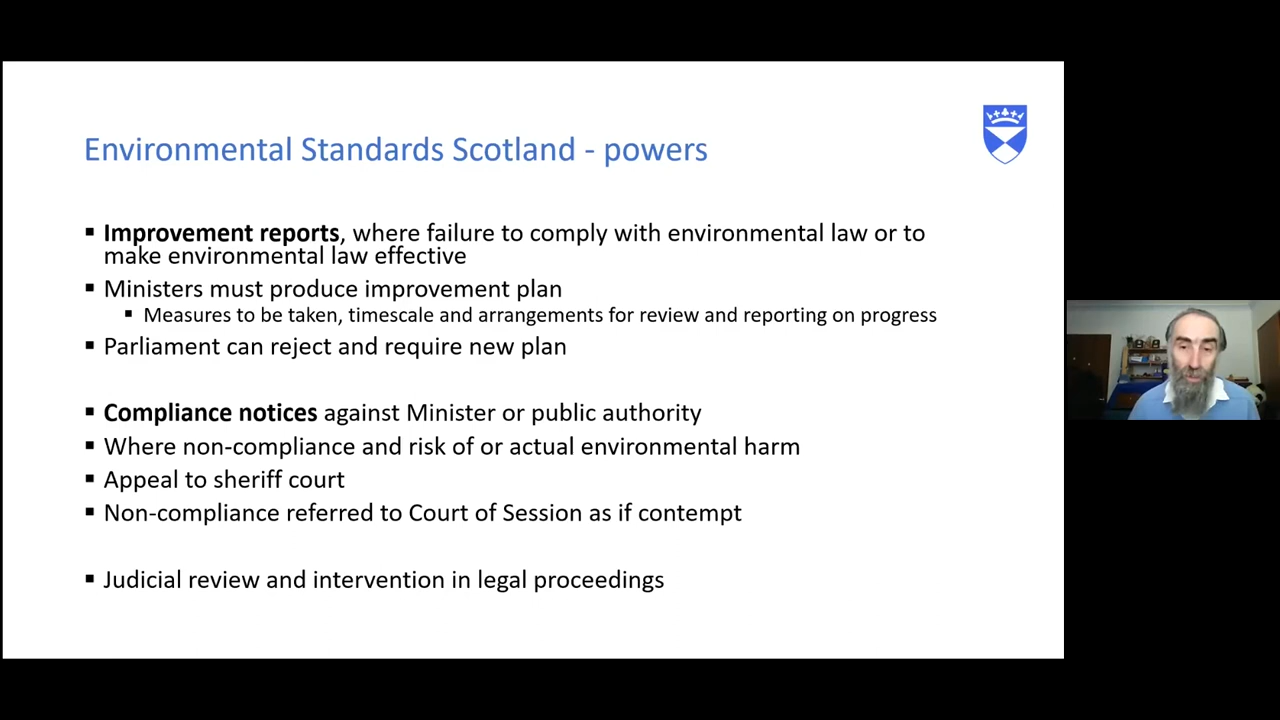 Environmental Standards Scotland - powers
▪ Improvement reports, where failure to comply with environmental law or to
make environmental law effective
▪ Ministers must produce improvement plan
▪ Measures to be taken, timescale and arrangements for review and reporting on progress
▪ Parliament can reject and require new plan
▪ Compliance notices against Minister or public authority
▪ Where non-compliance and risk of or actual environmental harm
▪ Appeal to sheriff court
▪ Non-compliance referred to Court of Session as if contempt
▪ Judicial review and intervention in legal proceedings